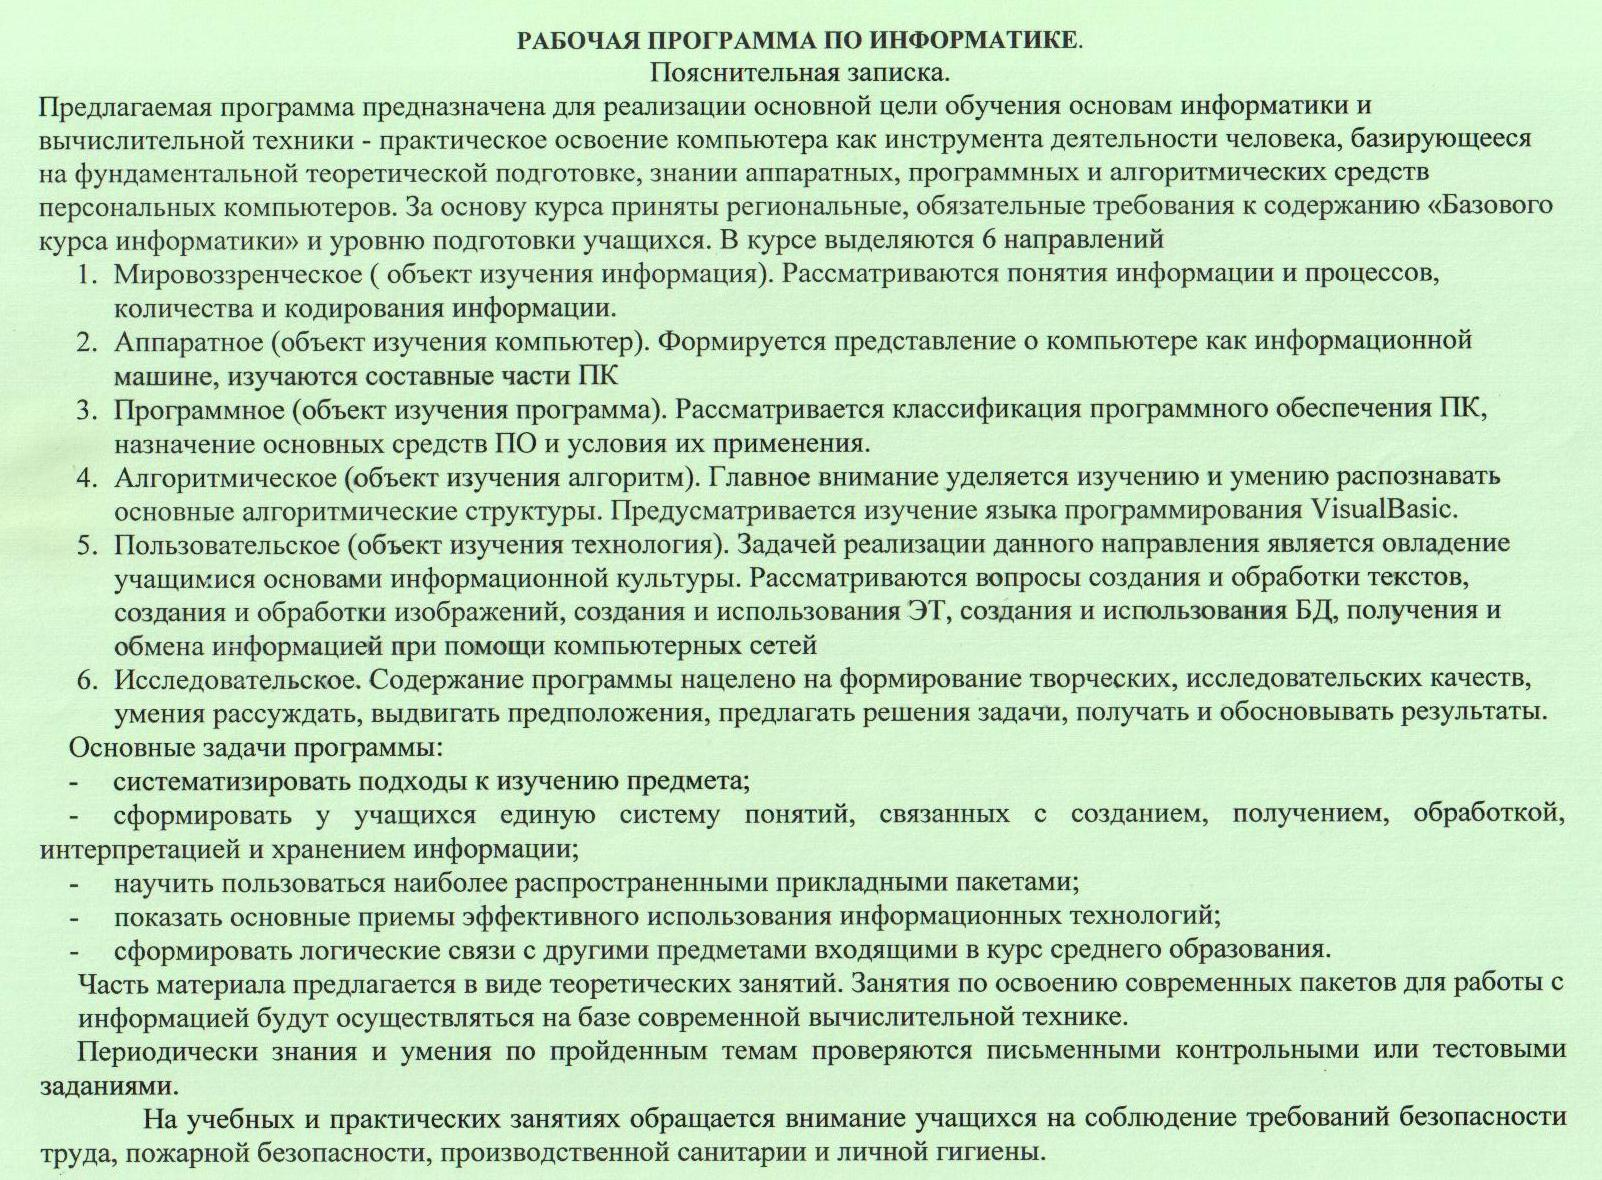 РАБОЧАЯ ПРОГРАММА ПО ИНФОРМАТИКЕ.
Пояснительная записка.
Предлагаемая программа предназначена для реализации основной цели обучения основам информатики и
вычислительной техники - практическое освоение компьютера как инструмента деятельности человека, базирующееся
на фундаментальной теоретической подготовке, знании аппаратных, программных и алгоритмических средств
персональных компьютеров. За основу курса приняты региональные, обязательные требования к содержанию «Базового
курса информатики» и уровню подготовки учащихся. В курсе выделяются 6 направлений
1. Мировоззренческое ( объект изучения информация). Рассматриваются понятия информации и процессов,
количества и кодирования информации.
2. Аппаратное (объект изучения компьютер). Формируется представление о компьютере как информационной
машине, изучаются составные части ПК
3. Программное (объект изучения программа). Рассматривается классификация программного обеспечения ПК,
назначение основных средств ПО и условия их применения.
4. Алгоритмическое (объект изучения алгоритм). Главное внимание уделяется изучению и умению распознавать
основные алгоритмические структуры. Предусматривается изучение языка программирования VisualBasic.
5. Пользовательское (объект изучения технология). Задачей реализации данного направления является овладение
учащимися основами информационной культуры. Рассматриваются вопросы создания и обработки текстов,
создания и обработки изображений, создания и использования ЭТ, создания и использования БД, получения и
обмена информацией при помощи компьютерных сетей
6. Исследовательское. Содержание программы нацелено на формирование творческих, исследовательских качеств,
умения рассуждать, выдвигать предположения, предлагать решения задачи, получать и обосновывать результаты.
Основные задачи программы:
- систематизировать подходы к изучению предмета;
- сформировать у учащихся единую систему понятий, связанных с созданием, получением, обработкой,
интерпретацией и хранением информации;
- научить пользоваться наиболее распространенными прикладными пакетами;
- показать основные приемы эффективного использования информационных технологий;
- сформировать логические связи с другими предметами входящими в курс среднего образования.
Часть материала предлагается в виде теоретических занятий. Занятия по освоению современных пакетов для работы с
информацией будут осуществляться на базе современной вычислительной технике.
Периодически знания и умения по пройденным темам проверяются письменными контрольными или тестовыми
заданиями.
На учебных и практических занятиях обращается внимание учащихся на соблюдение требований безопасности
труда, пожарной безопасности, производственной санитарии и личной гигиены.